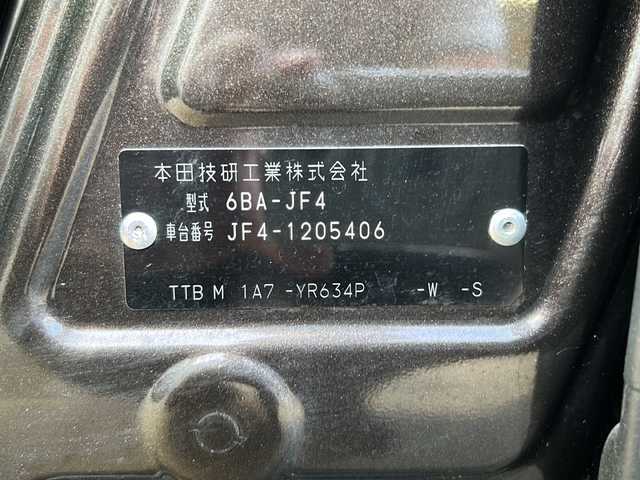 本田技研工業株式会社
型式 6BA-JF4
車台番号 JF4-1205406
TTB M 1A7 -YR634P -W -S